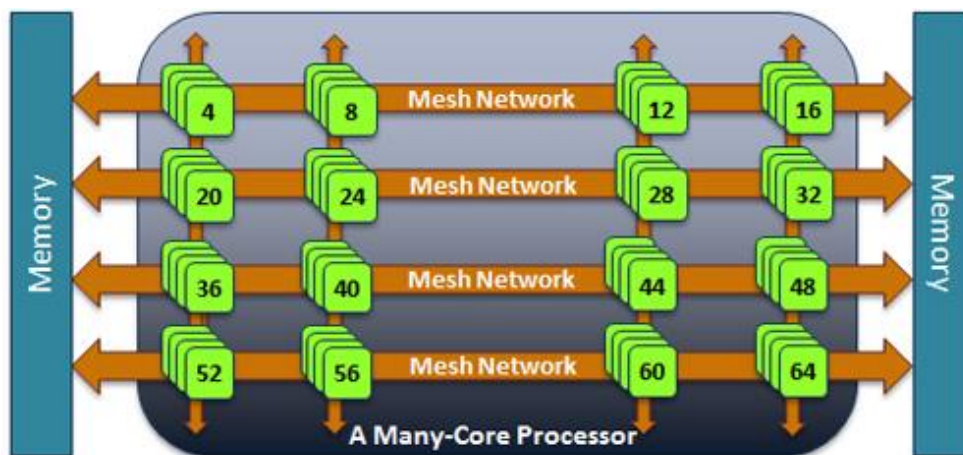 Memory
4 8 Mesh Network 12 16
20 24 Mesh Network 28 32
36 40 Mesh Network 44 48
52 56 Mesh Network 60 64
A Many-Core Processor
Memory